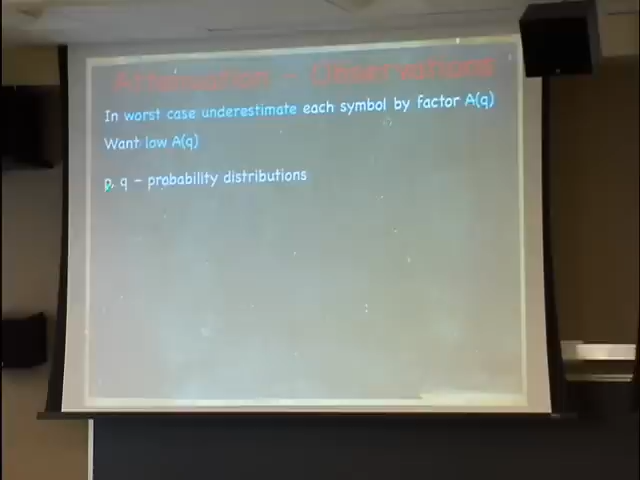 Attenuation - Observations
In worst case underestimate each symbol by factor A(q)
Want low A(q)
p, q - probability distributions